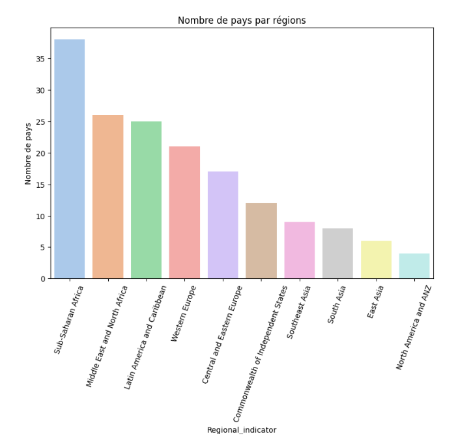 Nombre de pays par régions
Nombre de pays
35
30
25
20
15
10
5
0
Sub-Saharan Africa
Middle East and North Africa
Latin America and Caribbean
Western Europe
Central and Eastern Europe
Commonwealth of Independent States
Southeast Asia
South Asia
East Asia
North America and ANZ
Regional_indicator